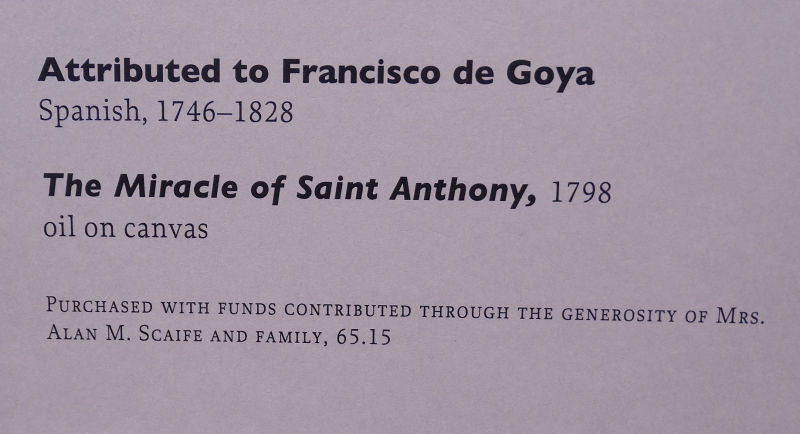 Attributed to Francisco de Goya
Spanish, 1746–1828
The Miracle of Saint Anthony, 1798
oil on canvas
Purchased with funds contributed through the generosity of Mrs.
Alan M. Scaife and family, 65.15